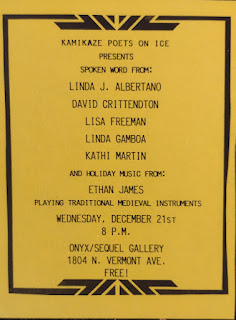 KAMIKAZE POETS ON ICE
PRESENTS
SPOKEN WORD FROM:
LINDA J. ALBERTANO
DAVID CRITTENDTON
LISA FREEMAN
LINDA GAMBOA
KATHI MARTIN
AND HOLIDAY MUSIC FROM:
ETHAN JAMES
PLAYING TRADITIONAL MEDIEVAL INSTRUMENTS
WEDNESDAY, DECEMBER 21ST
8 P.M.
ONYX/SEQUEL GALLERY
1804 N. VERMONT AVE.
FREE!